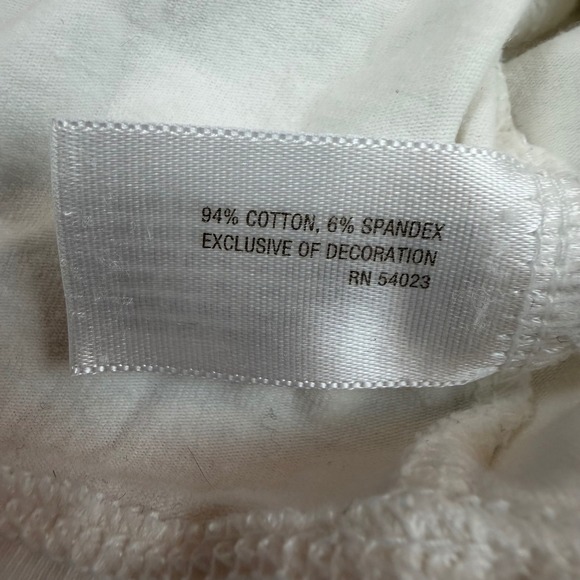 94% COTTON, 6% SPANDEX
EXCLUSIVE OF DECORATION
RN 54023